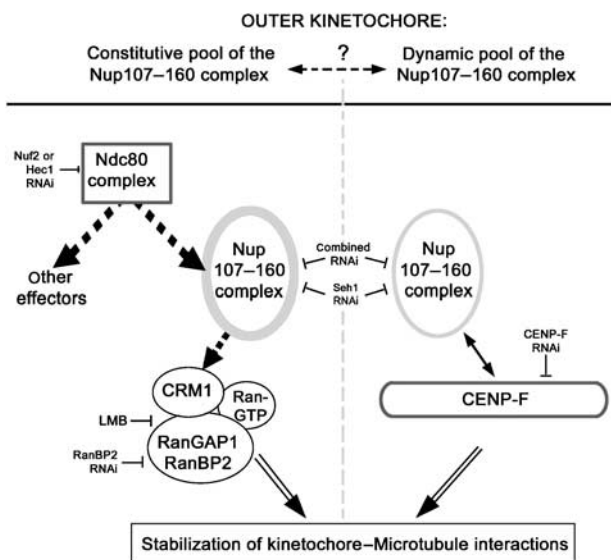 OUTER KINETOCHORE:
Constitutive pool of the
Nup107–160 complex
?
Dynamic pool of the
Nup107–160 complex
Nuf2 or
Hec1
RNAi
Ndc80
complex
Other
effectors
Nup
107–160
complex
Combined
RNAi
Seh1
RNAi
Nup
107–160
complex
CENP-F
RNAi
CRM1
Ran-
GTP
LMB
RanGAP1
RanBP2
RanBP2
RNAi
CENP-F
Stabilization of kinetochore–Microtubule interactions